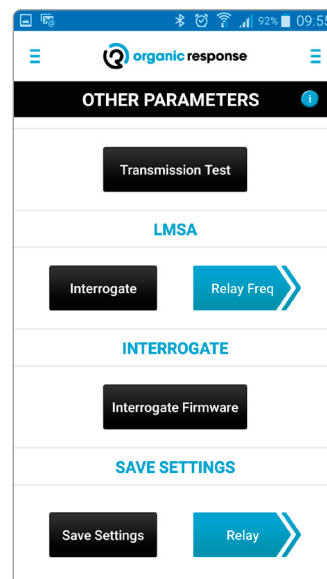 92% 09:55
organic response
OTHER PARAMETERS i
Transmission Test
LMSA
Interrogate Relay Freq
INTERROGATE
Interrogate Firmware
SAVE SETTINGS
Save Settings Relay